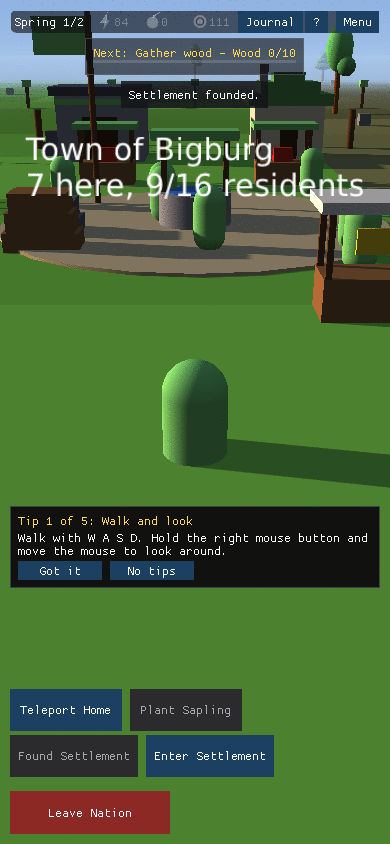 Spring 1/2 84 0 111 Journal ? Menu
Next: Gather wood - Wood 0/10
Settlement founded.
Town of Bigburg
7 here, 9/16 residents
Tip 1 of 5: Walk and look
Walk with W A S D. Hold the right mouse button and
move the mouse to look around.
Got it No tips
Teleport Home Plant Sapling
Found Settlement Enter Settlement
Leave Nation